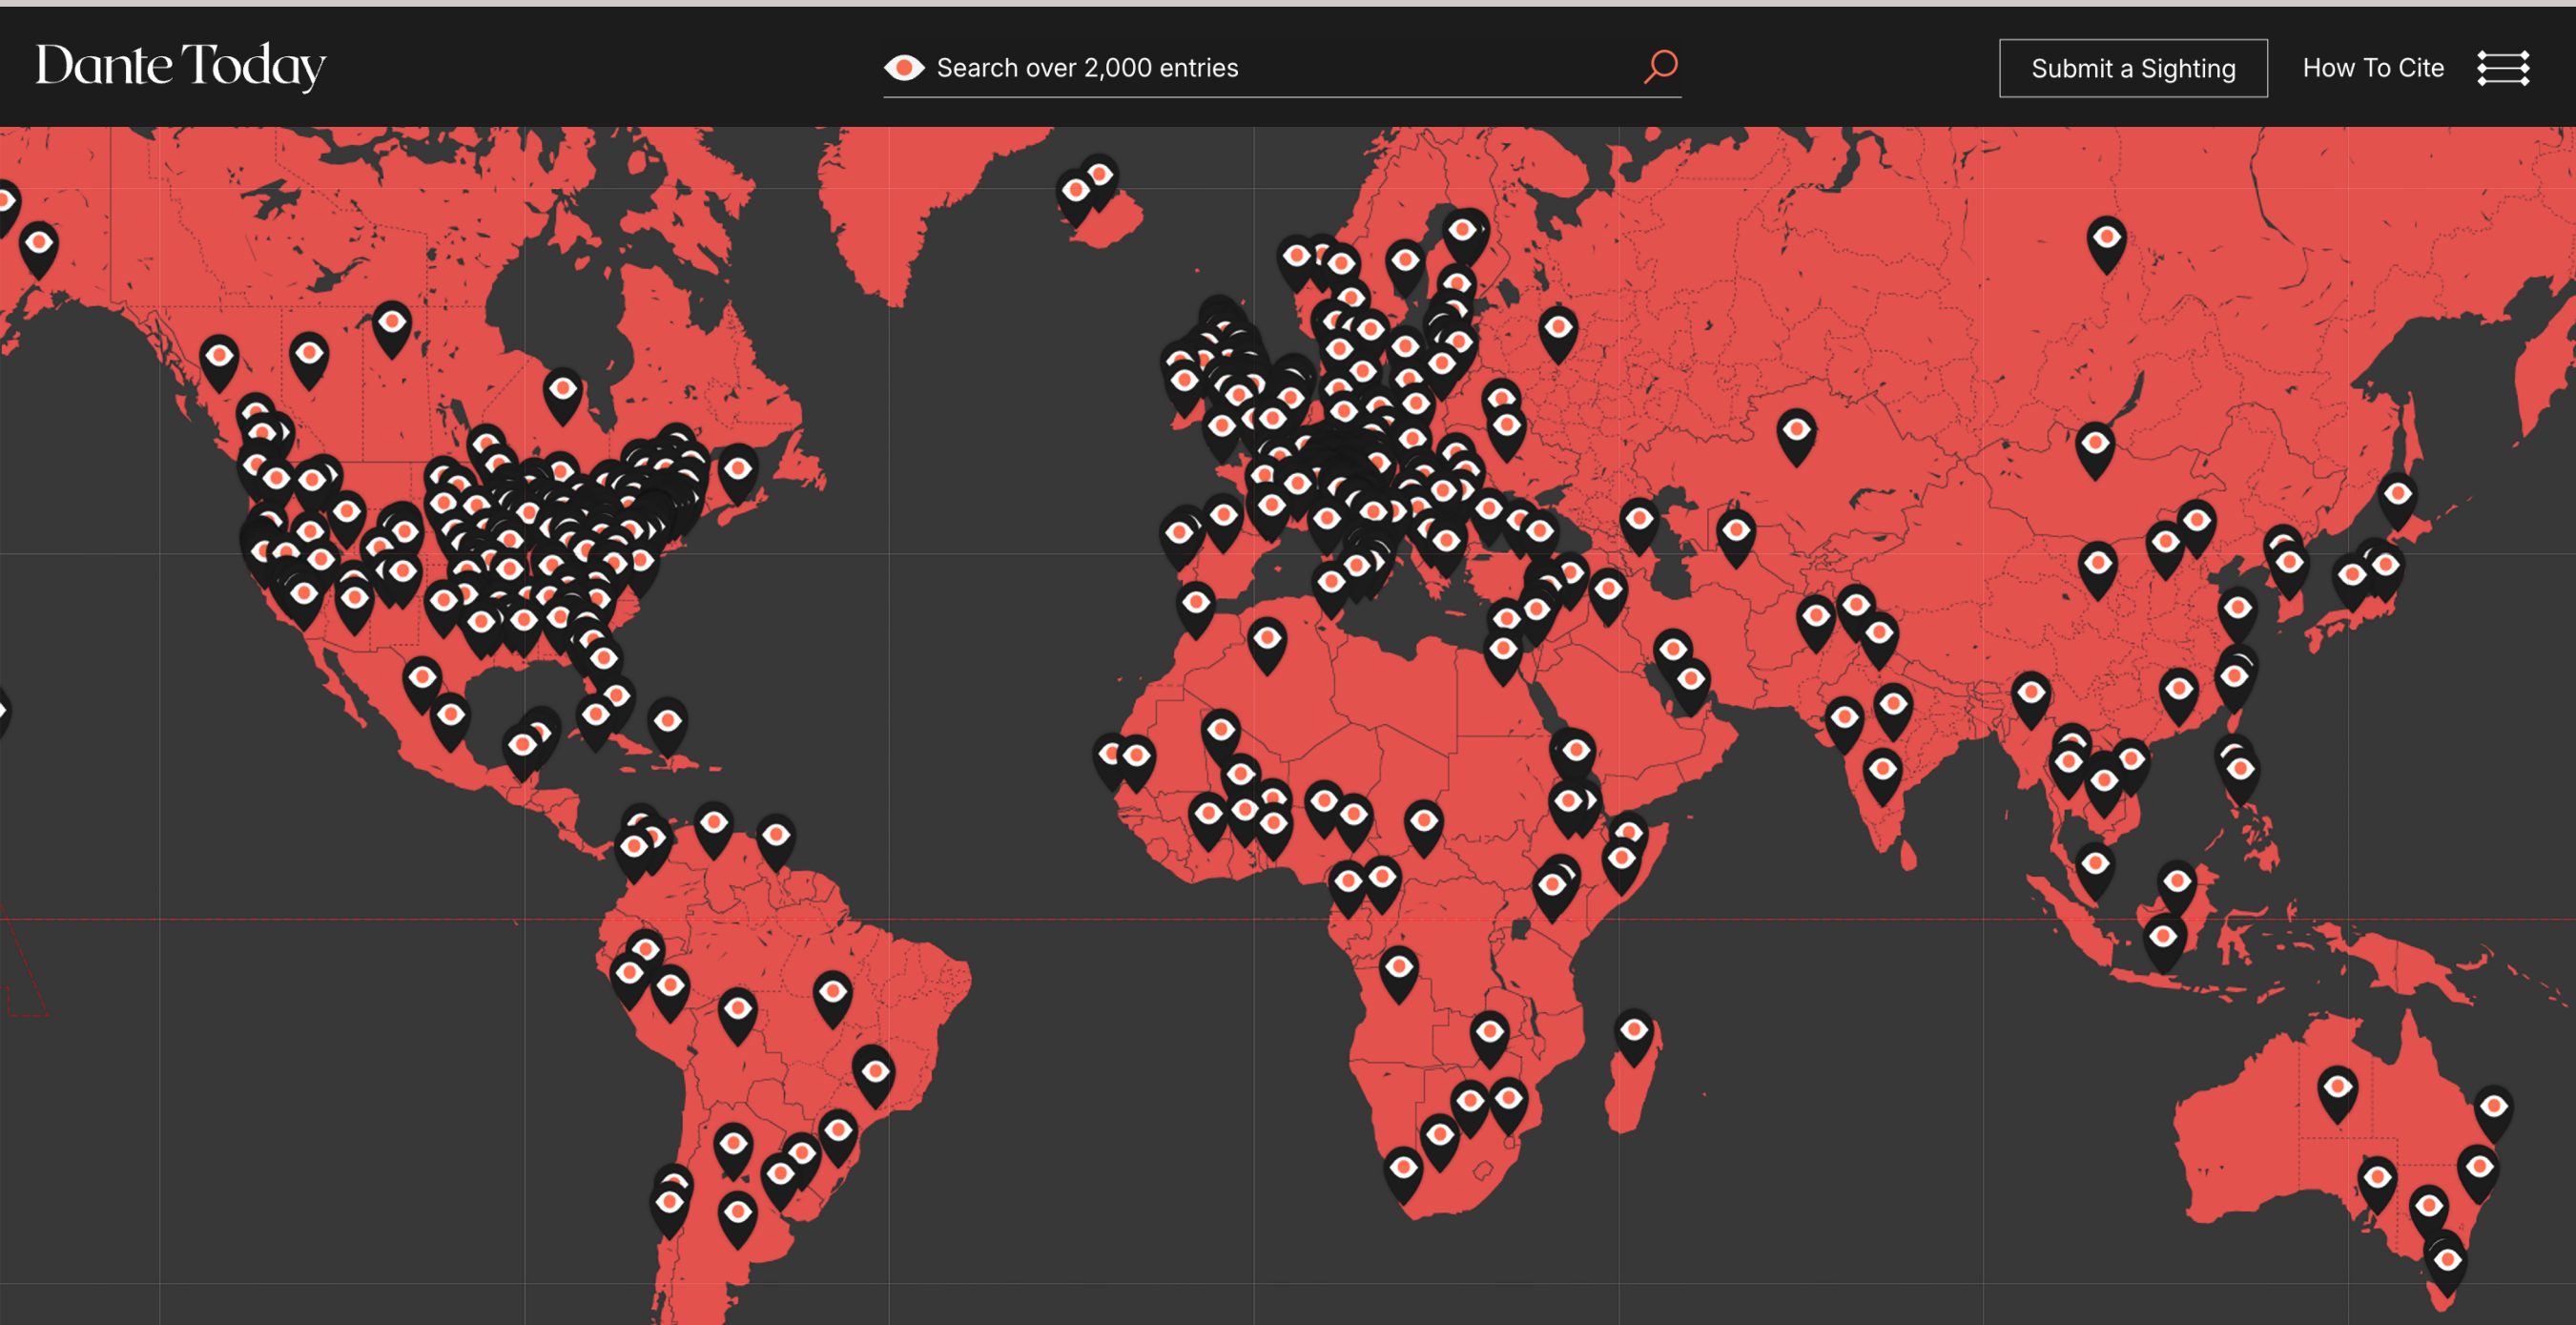 Dante Today
Search over 2,000 entries
Submit a Sighting
How To Cite